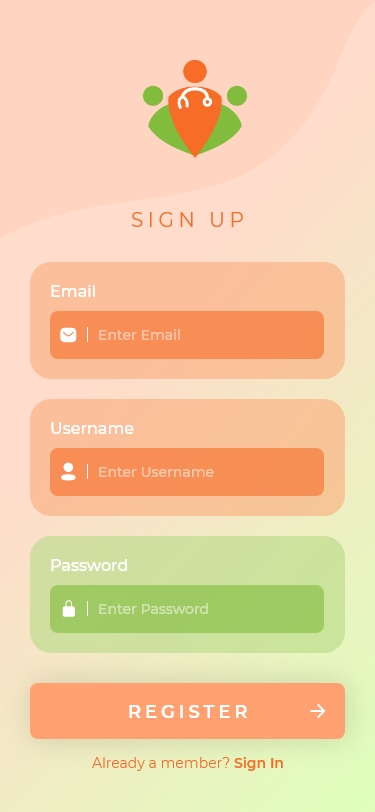 SIGN UP
Email
Enter Email
Username
Enter Username
Password
Enter Password
REGISTER
Already a member? Sign In